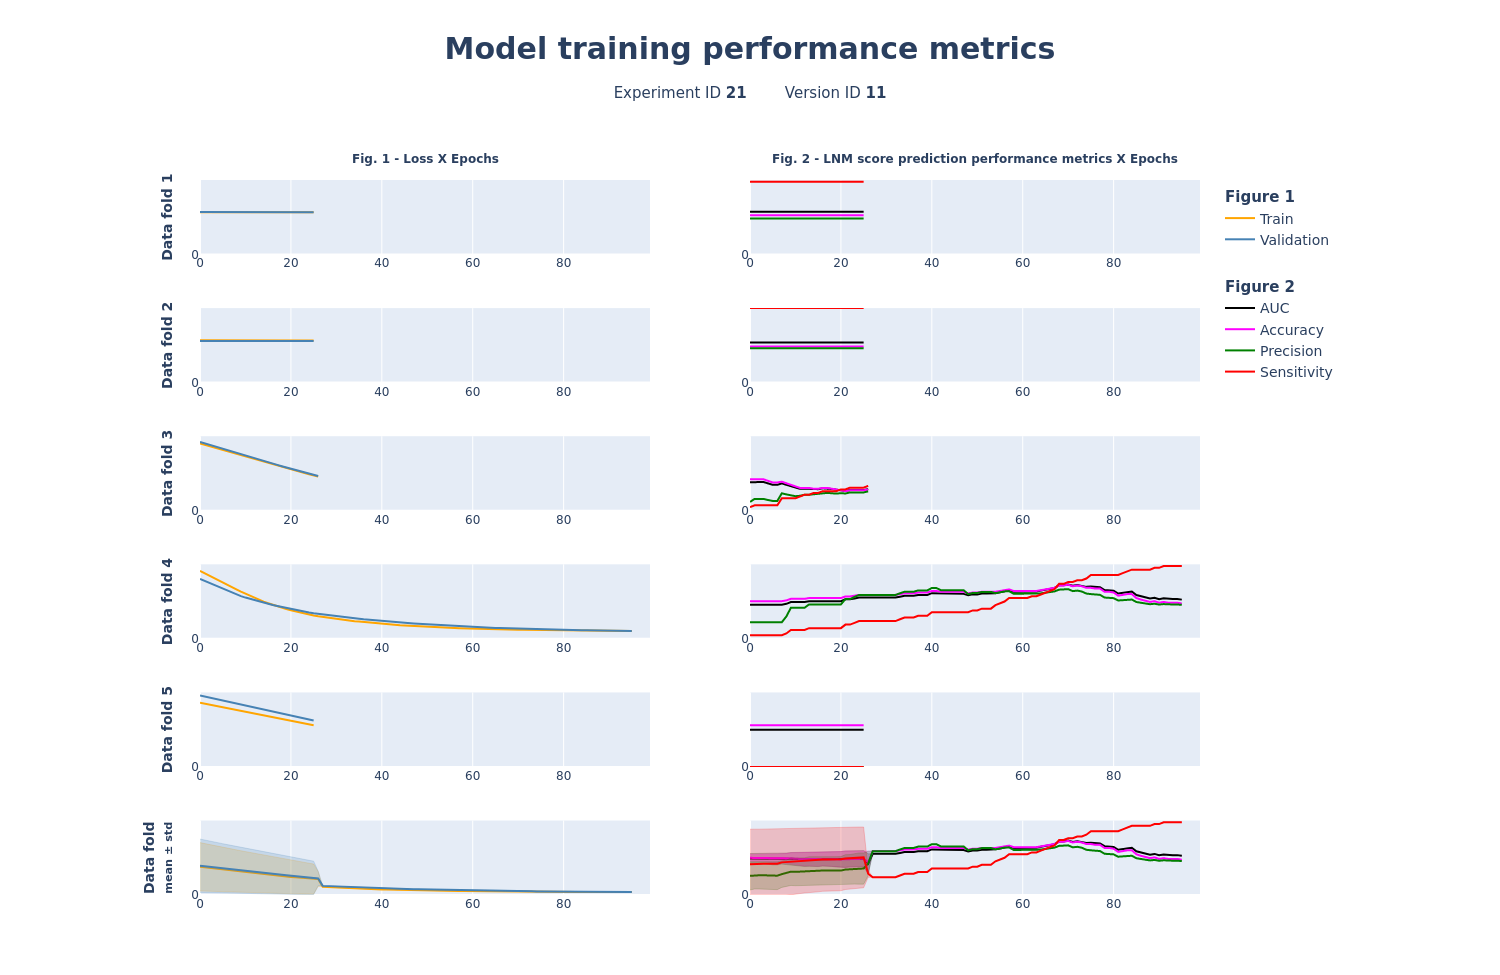 Model training performance metrics
Experiment ID 21 Version ID 11
Fig. 1 - Loss X Epochs
Fig. 2 - LNM score prediction performance metrics X Epochs
Data fold 1
0
0 20 40 60 80
0
0 20 40 60 80
Data fold 2
0
0 20 40 60 80
0
0 20 40 60 80
Data fold 3
0
0 20 40 60 80
0
0 20 40 60 80
Data fold 4
0
0 20 40 60 80
0
0 20 40 60 80
Data fold 5
0
0 20 40 60 80
0
0 20 40 60 80
Data fold
mean ± std
0
0 20 40 60 80
0
0 20 40 60 80
Figure 1
Train
Validation
Figure 2
AUC
Accuracy
Precision
Sensitivity